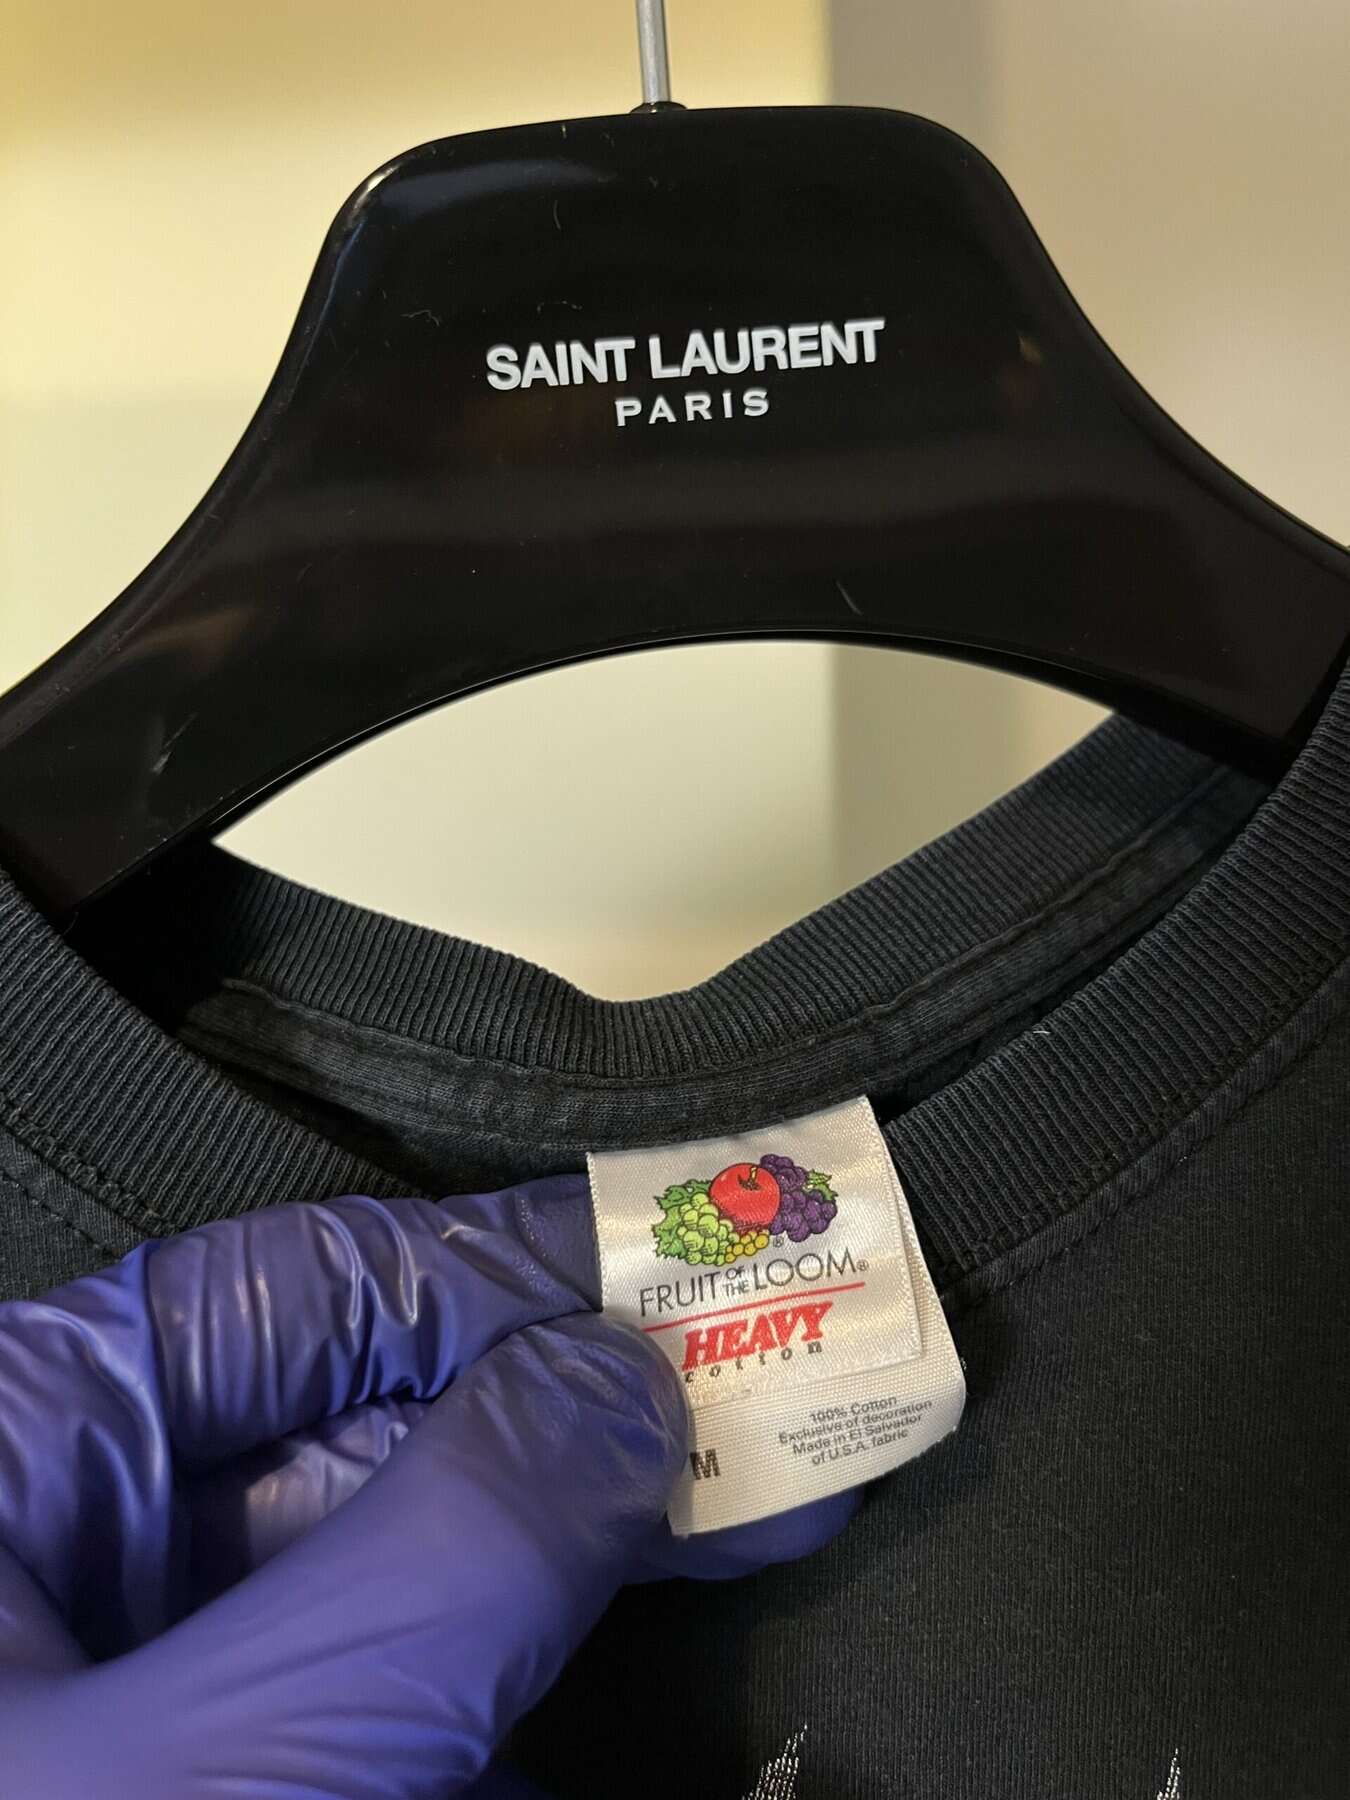 SAINT LAURENT
PARIS
®
FRUIT OF THE LOOM®
HEAVY
cotton
100% Cotton
Exclusive of decoration
Made in El Salvador
of U.S.A. fabric
M